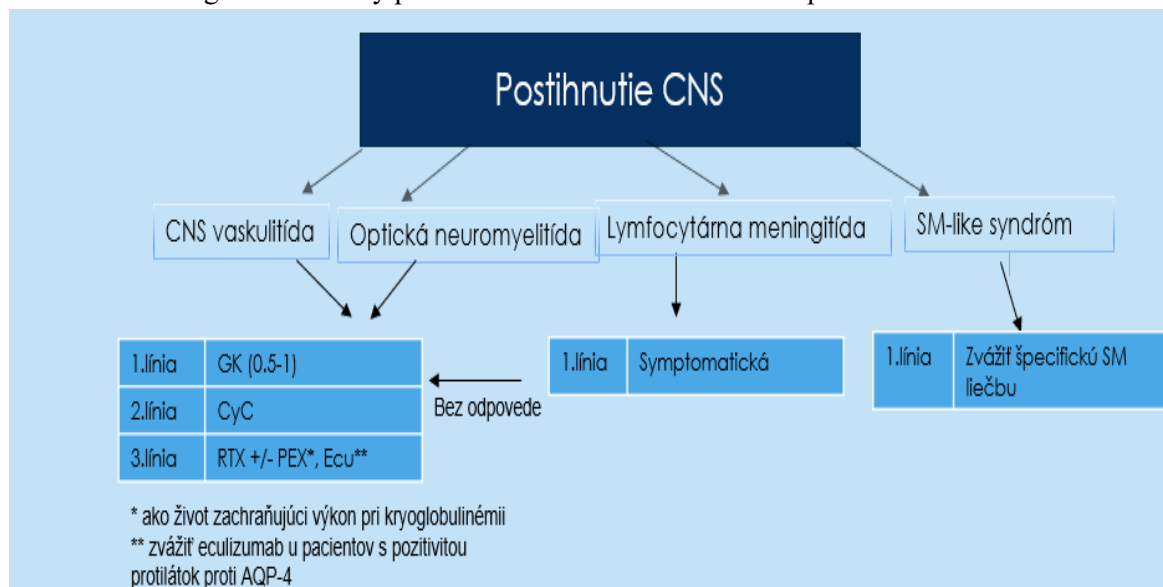 Postihnutie CNS
CNS vaskulitída
Optická neuromyelitída
Lymfocytárna meningitída
SM-like syndróm
1.línia GK (0.5-1)
2.línia CyC
3.línia RTX +/- PEX*, Ecu**
Bez odpovede
1.línia Symptomatická
1.línia Zvážiť špecifickú SM
liečbu
* ako život zachraňujúci výkon pri kryoglobulinémii
** zvážiť eculizumab u pacientov s pozitivitou
protilátok proti AQP-4